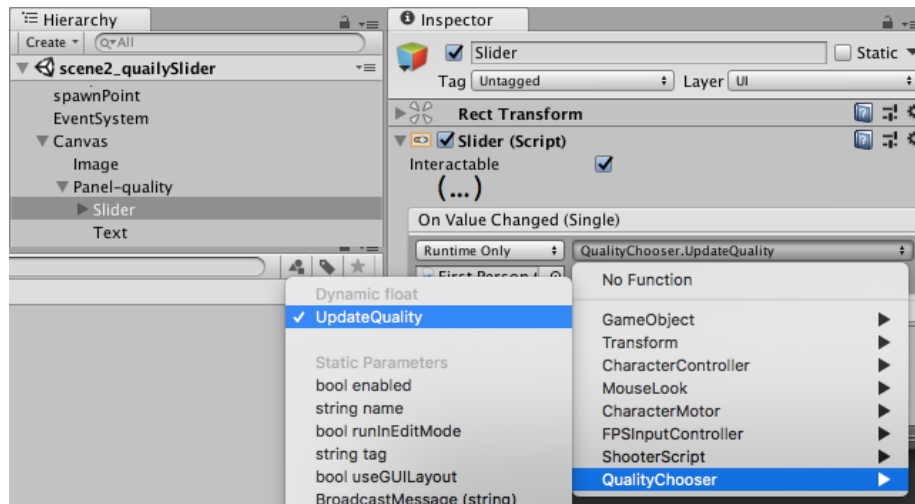 Hierarchy
Create
All
scene2_quailySlider
spawnPoint
EventSystem
Canvas
Image
Panel-quality
Slider
Text
Inspector
Slider
Static
Tag Untagged Layer UI
Rect Transform
Slider (Script)
Interactable
(...)
On Value Changed (Single)
Runtime Only QualityChooser.UpdateQuality
First Person
No Function
GameObject
Transform
CharacterController
MouseLook
CharacterMotor
FPSInputController
ShooterScript
QualityChooser
Dynamic float
UpdateQuality
Static Parameters
bool enabled
string name
bool runInEditMode
string tag
bool useGUILayout
BroadcastMessage (string)